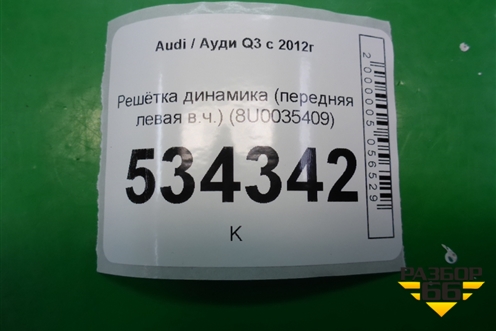 Audi / Ауди Q3 с 2012г
Решётка динамика (передняя
левая в.ч.) (8U0035409)
534342
К
2000005056529
РАЗБОР
66